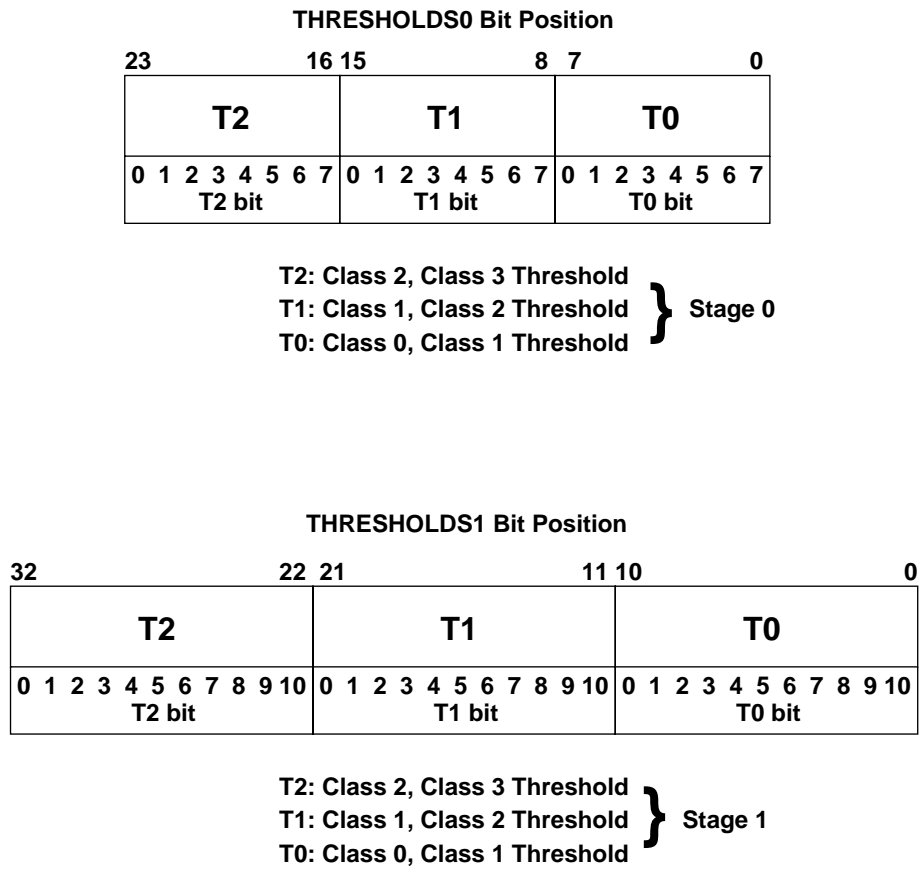 THRESHOLDS0 Bit Position
23 16 15 8 7 0
T2 T1 T0
0 1 2 3 4 5 6 7 0 1 2 3 4 5 6 7 0 1 2 3 4 5 6 7
T2 bit T1 bit T0 bit
T2: Class 2, Class 3 Threshold
T1: Class 1, Class 2 Threshold } Stage 0
T0: Class 0, Class 1 Threshold
THRESHOLDS1 Bit Position
32 22 21 11 10 0
T2 T1 T0
0 1 2 3 4 5 6 7 8 9 10 0 1 2 3 4 5 6 7 8 9 10 0 1 2 3 4 5 6 7 8 9 10
T2 bit T1 bit T0 bit
T2: Class 2, Class 3 Threshold
T1: Class 1, Class 2 Threshold } Stage 1
T0: Class 0, Class 1 Threshold